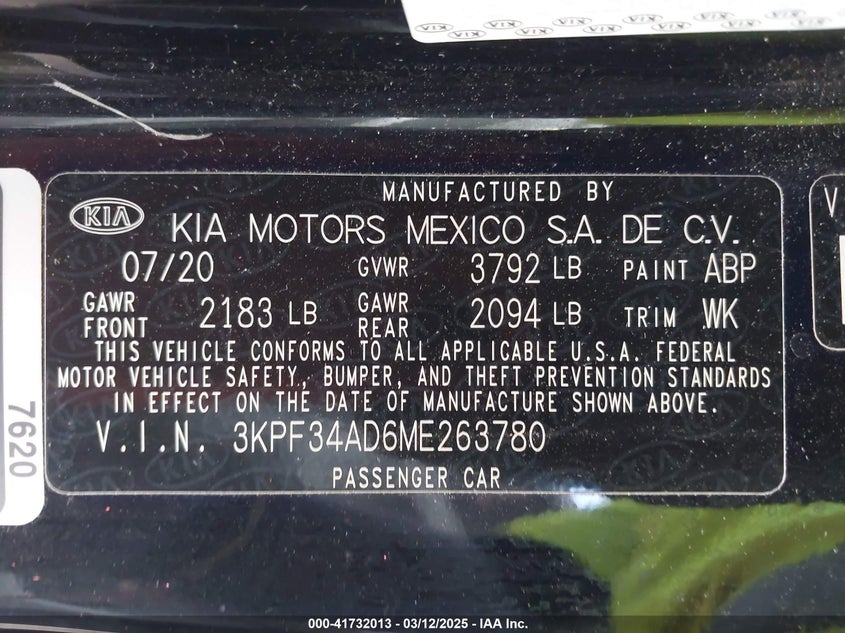 MANUFACTURED BY
KIA KIA MOTORS MEXICO S.A. DE C.V.
07/20 GVWR 3792 LB PAINT ABP
GAWR FRONT 2183 LB GAWR REAR 2094 LB TRIM WK
THIS VEHICLE CONFORMS TO ALL APPLICABLE U.S.A. FEDERAL
MOTOR VEHICLE SAFETY, BUMPER, AND THEFT PREVENTION STANDARDS
IN EFFECT ON THE DATE OF MANUFACTURE SHOWN ABOVE.
V.I.N. 3KPF34AD6ME263780
PASSENGER CAR
7620
V
000-41732013 - 03/12/2025 - IAA Inc.